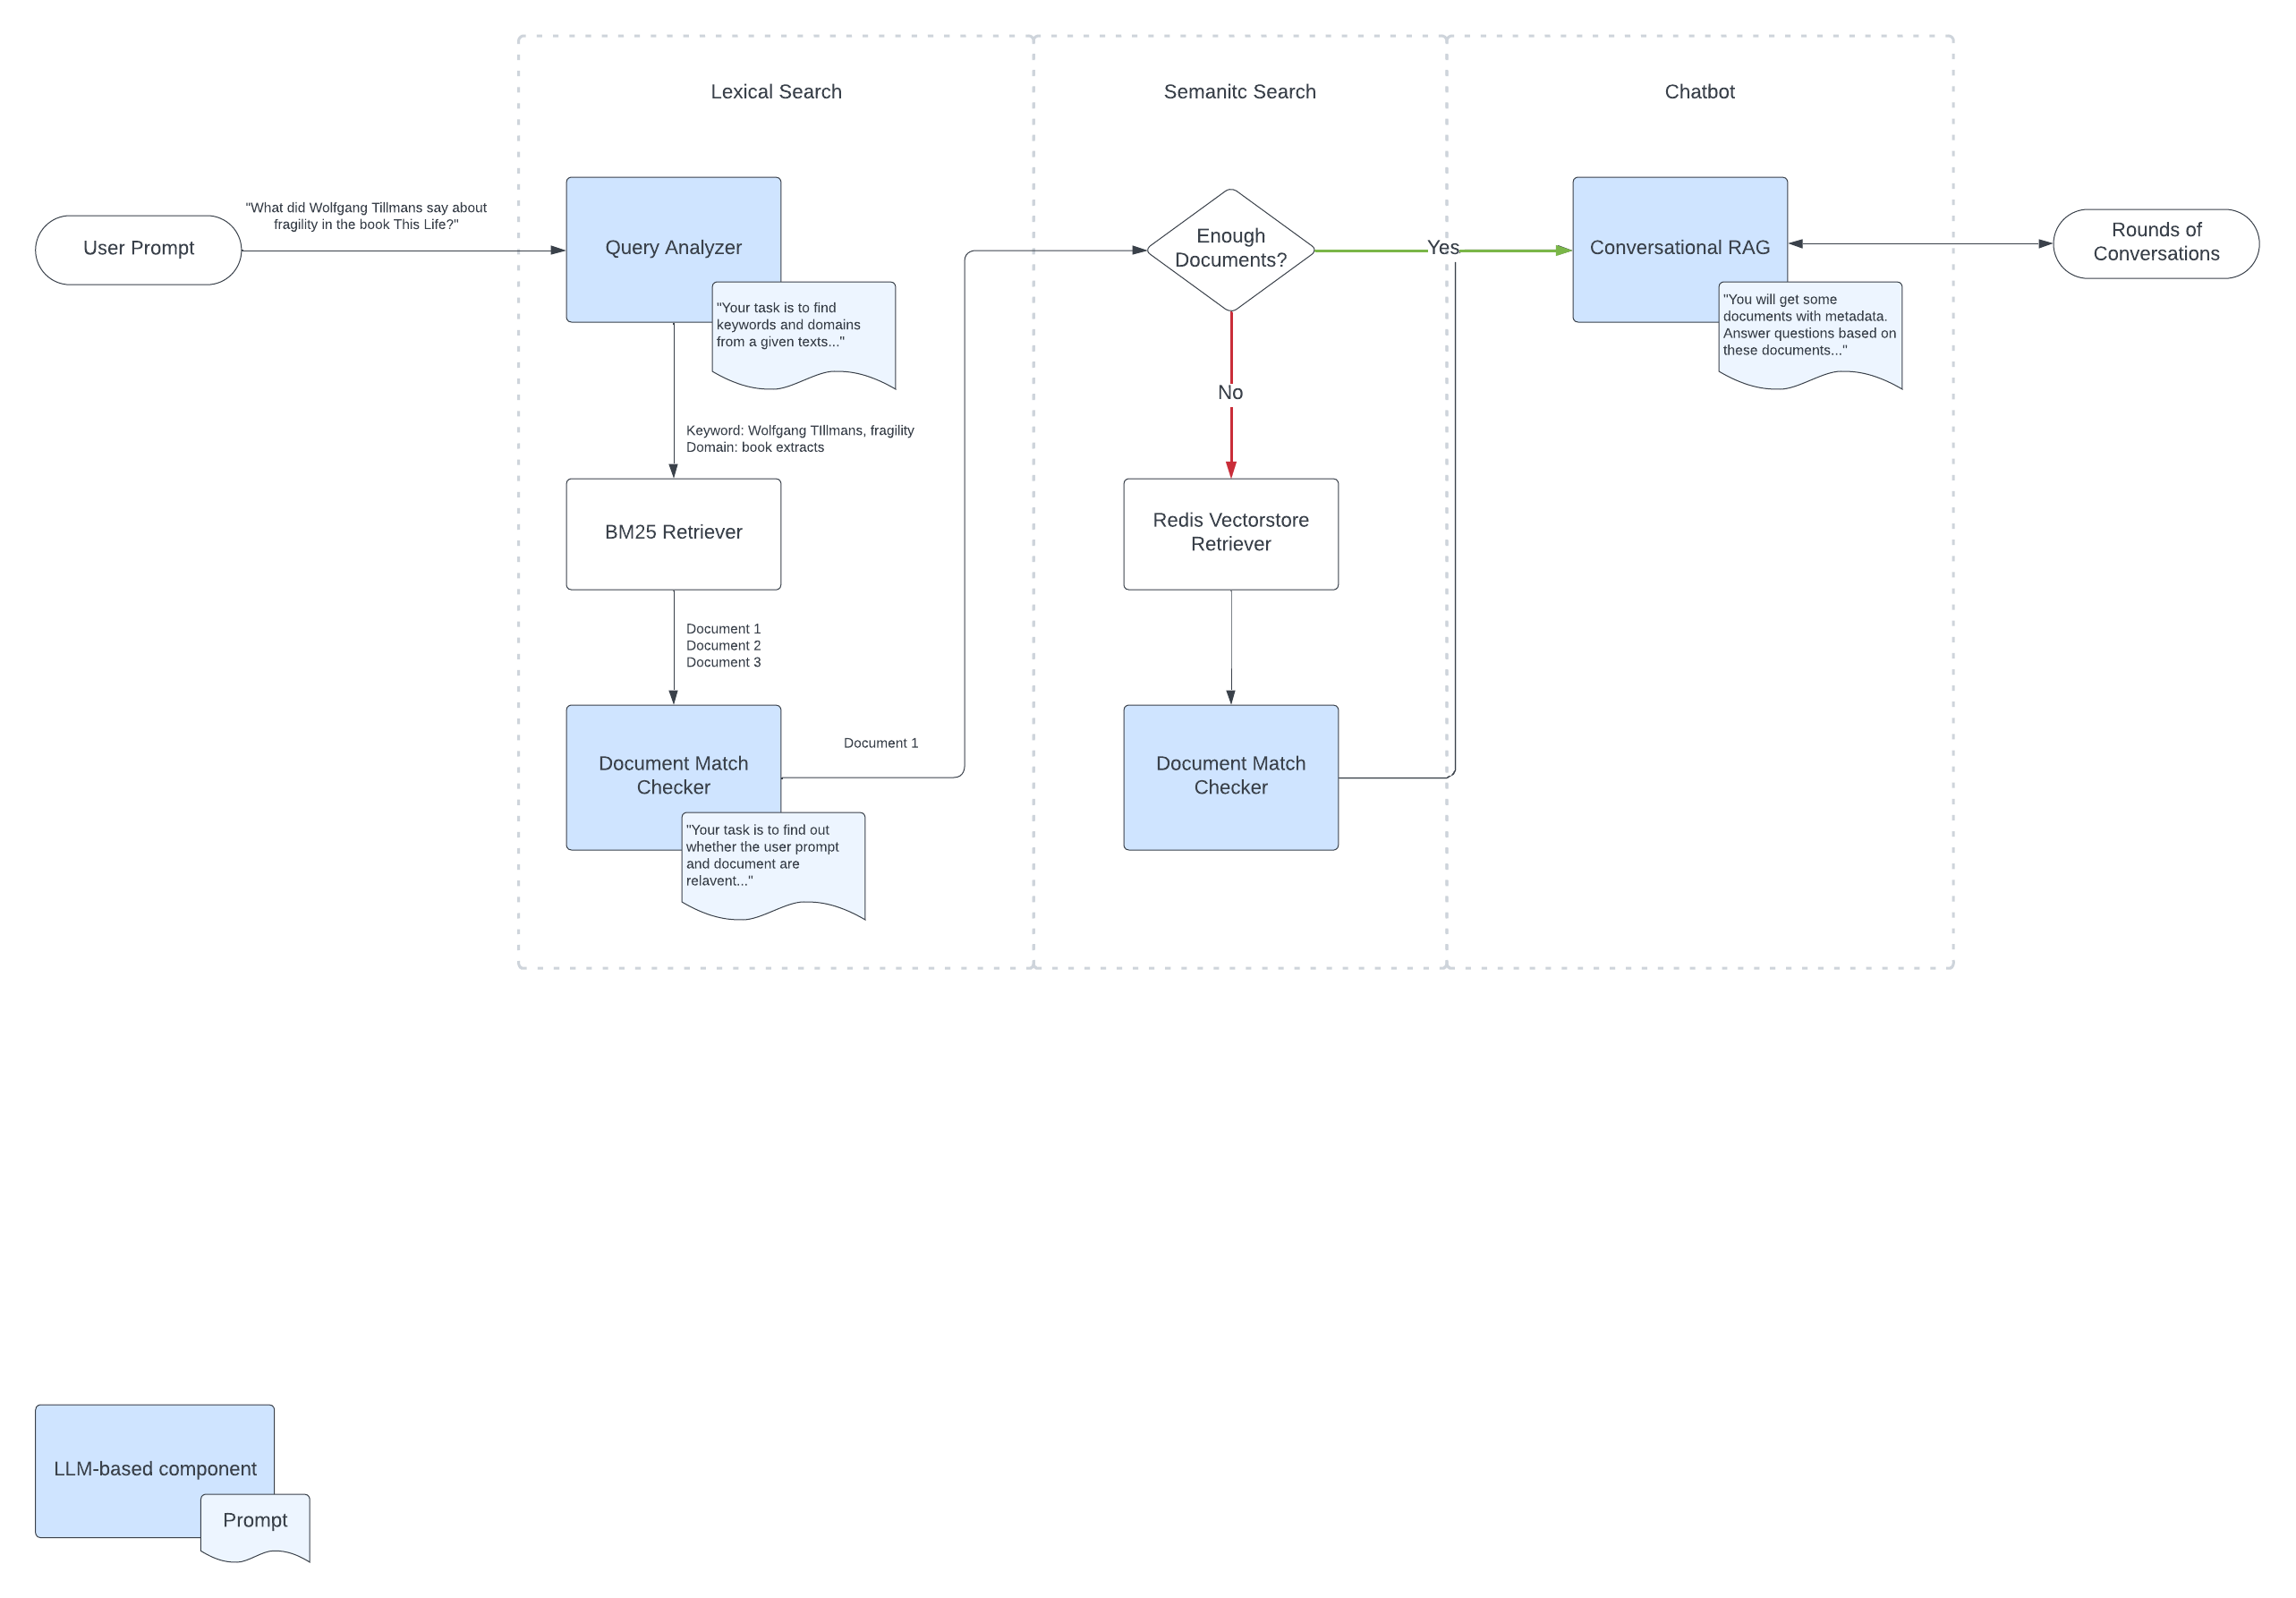 Lexical Search
Semanitc Search
Chatbot
User Prompt
"What did Wolfgang Tillmans say about
fragility in the book This Life?"
Query Analyzer
"Your task is to find
keywords and domains
from a given texts..."
Keyword: Wolfgang TIllmans, fragility
Domain: book extracts
BM25 Retriever
Document 1
Document 2
Document 3
Document Match
Checker
"Your task is to find out
whether the user prompt
and document are
relavent..."
Document 1
Enough
Documents?
Yes
No
Redis Vectorstore
Retriever
Document Match
Checker
Conversational RAG
"You will get some
documents with metadata.
Answer questions based on
these documents..."
Rounds of
Conversations
LLM-based component
Prompt